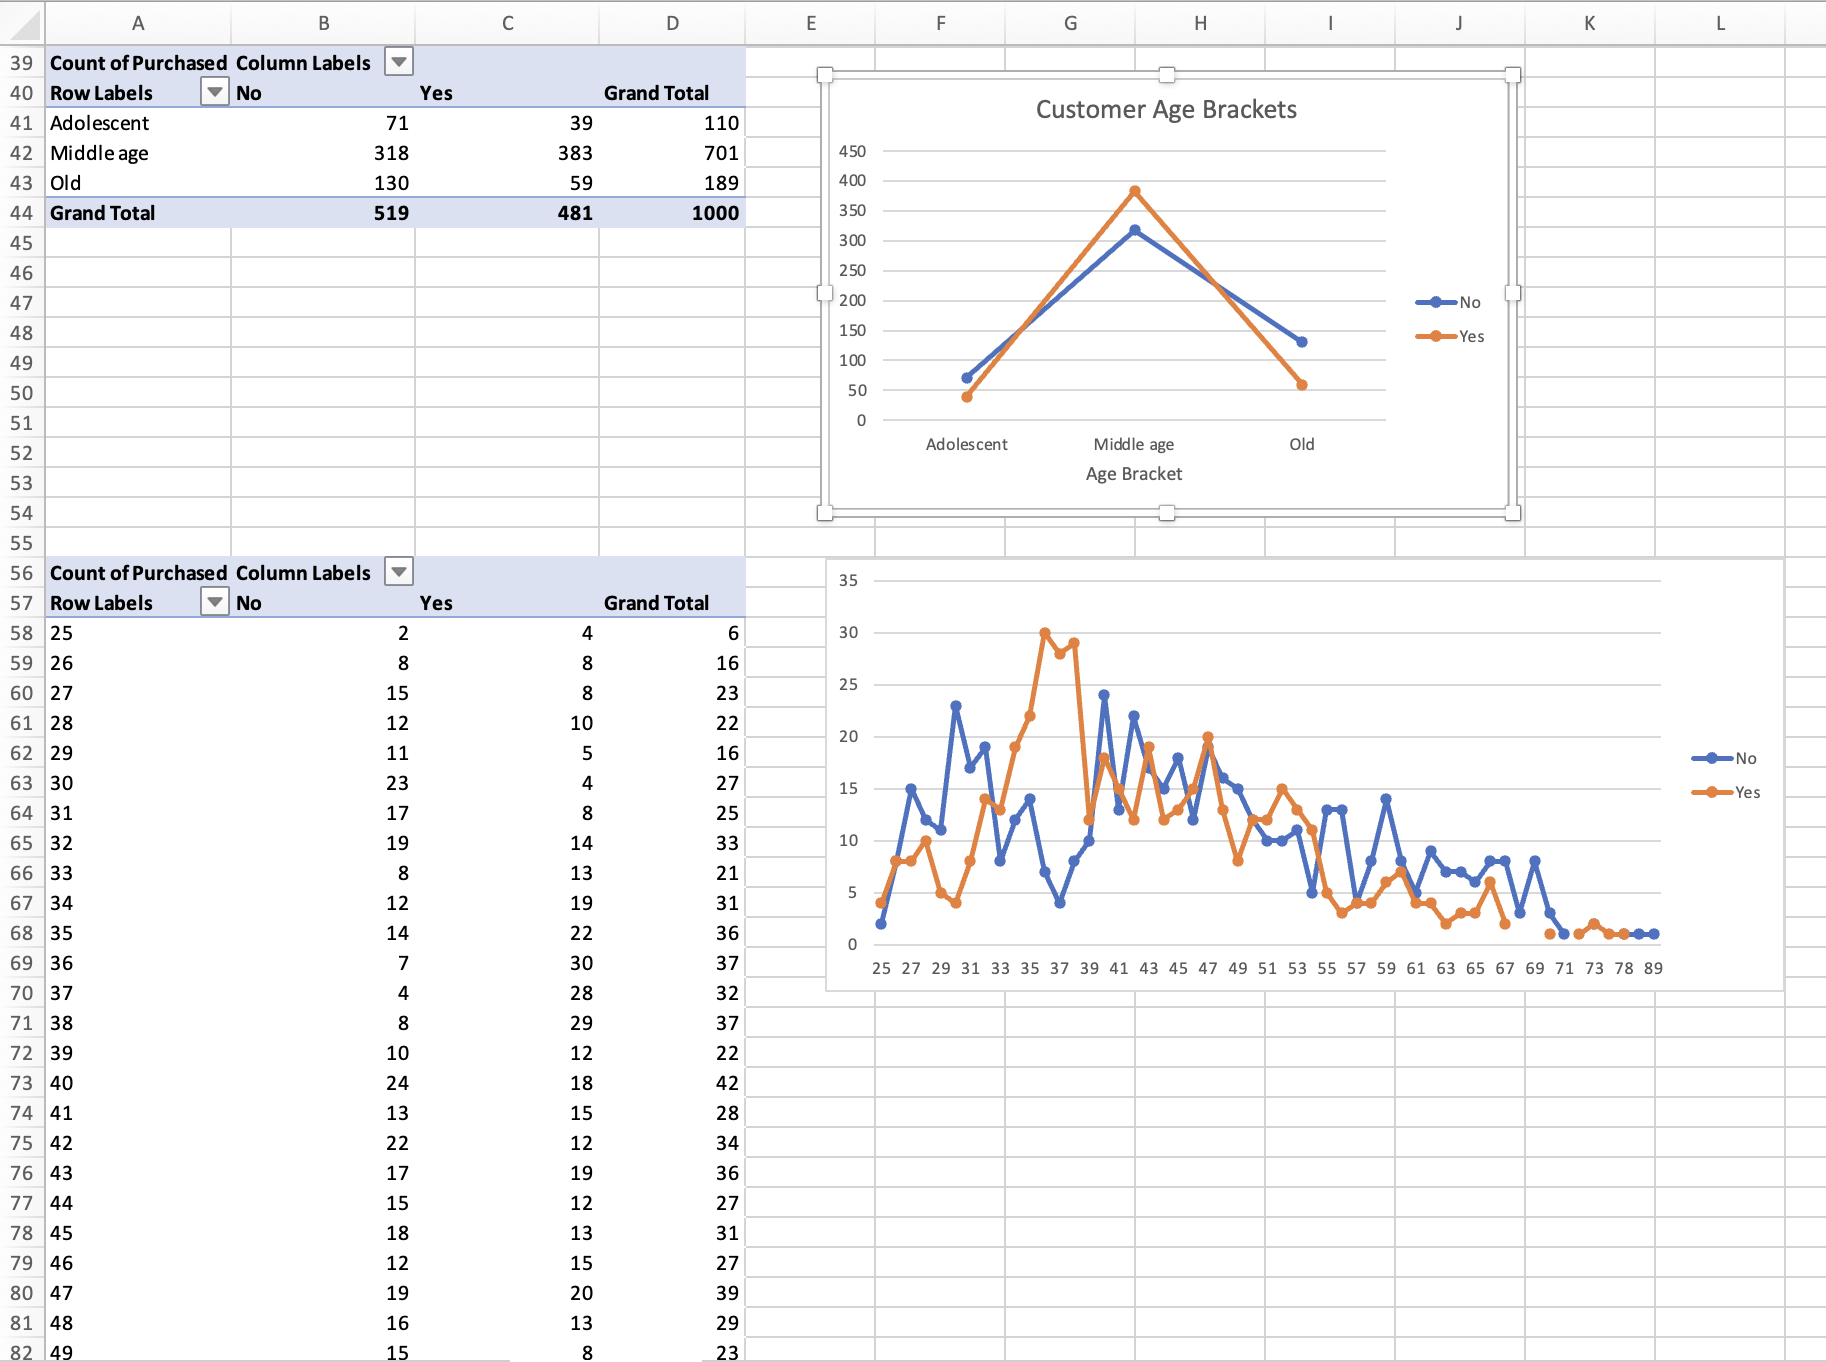 A B C D E F G H I J K L
39 Count of Purchased Column Labels
40 Row Labels No Yes Grand Total
41 Adolescent 71 39 110
42 Middle age 318 383 701
43 Old 130 59 189
44 Grand Total 519 481 1000
45
46
47
48
49
50
51
52
53
54
55
Customer Age Brackets
450
400
350
300
250
200
150
100
50
0
Adolescent Middle age Old
Age Bracket
No
Yes
56 Count of Purchased Column Labels
57 Row Labels No Yes Grand Total
58 25 2 4 6
59 26 8 8 16
60 27 15 8 23
61 28 12 10 22
62 29 11 5 16
63 30 23 4 27
64 31 17 8 25
65 32 19 14 33
66 33 8 13 21
67 34 12 19 31
68 35 14 22 36
69 36 7 30 37
70 37 4 28 32
71 38 8 29 37
72 39 10 12 22
73 40 24 18 42
74 41 13 15 28
75 42 22 12 34
76 43 17 19 36
77 44 15 12 27
78 45 18 13 31
79 46 12 15 27
80 47 19 20 39
81 48 16 13 29
82 49 15 8 23
35
30
25
20
15
10
5
0
25 27 29 31 33 35 37 39 41 43 45 47 49 51 53 55 57 59 61 63 65 67 69 71 73 78 89
No
Yes